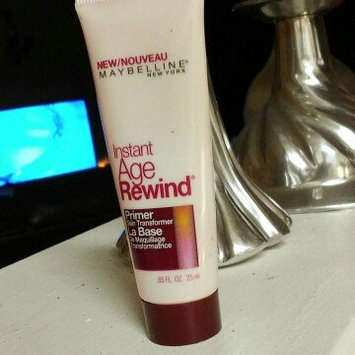 NEW/NOUVEAU
MAYBELLINE®
NEW YORK
Instant
Age
Rewind®
Primer
Skin Transformer
La Base
de Maquillage
Transformatrice
.85 FL. OZ. 25 ml